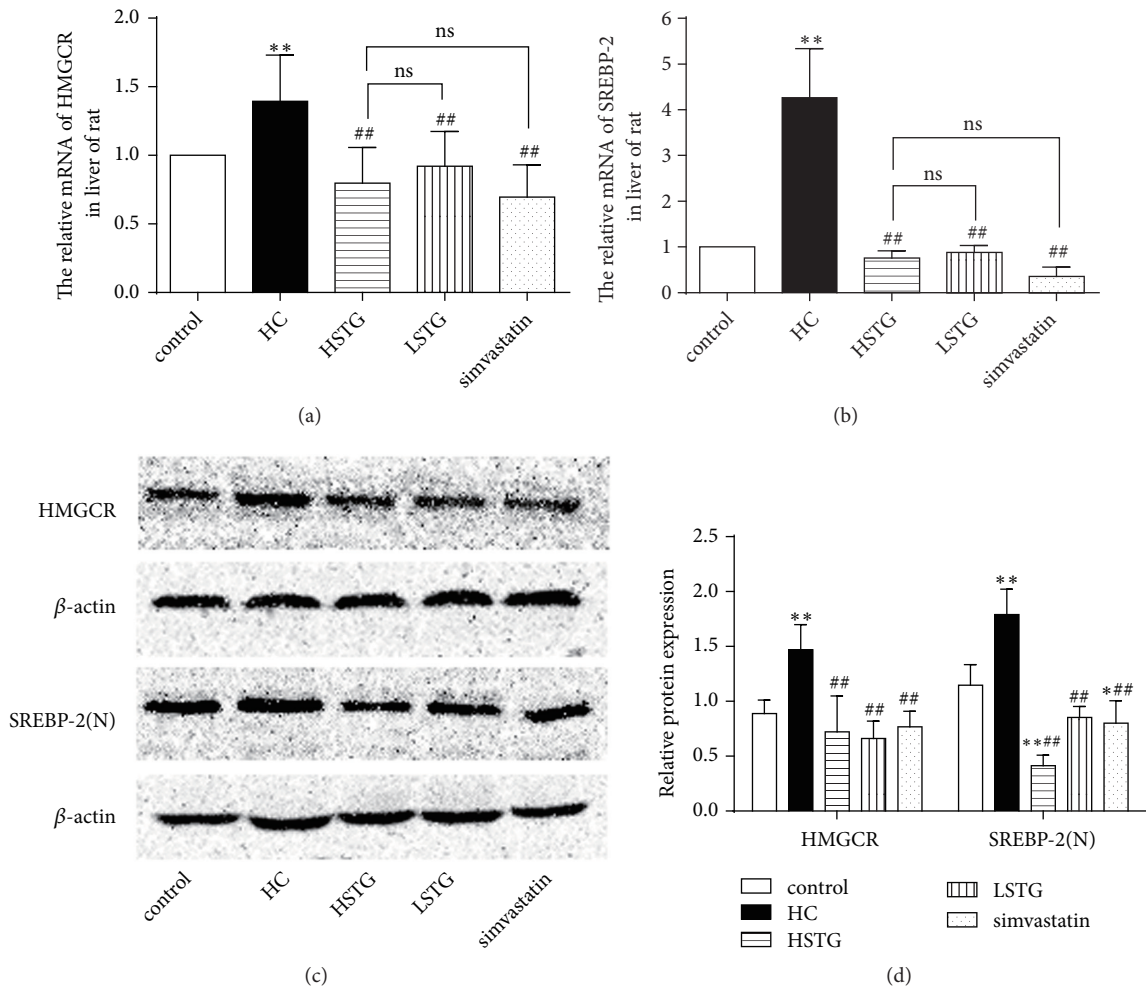 The relative mRNA of HMGCR
in liver of rat
2.0
1.5
1.0
0.5
0.0
**
##
##
##
ns
ns
control
HC
HSTG
LSTG
simvastatin
(a)
The relative mRNA of SREBP-2
in liver of rat
6
5
4
3
2
1
0
**
##
##
##
ns
ns
control
HC
HSTG
LSTG
simvastatin
(b)
HMGCR
β-actin
SREBP-2(N)
β-actin
control
HC
HSTG
LSTG
simvastatin
(c)
Relative protein expression
2.5
2.0
1.5
1.0
0.5
0.0
**
##
##
##
**
**##
##
*##
HMGCR
SREBP-2(N)
control
HC
HSTG
LSTG
simvastatin
(d)